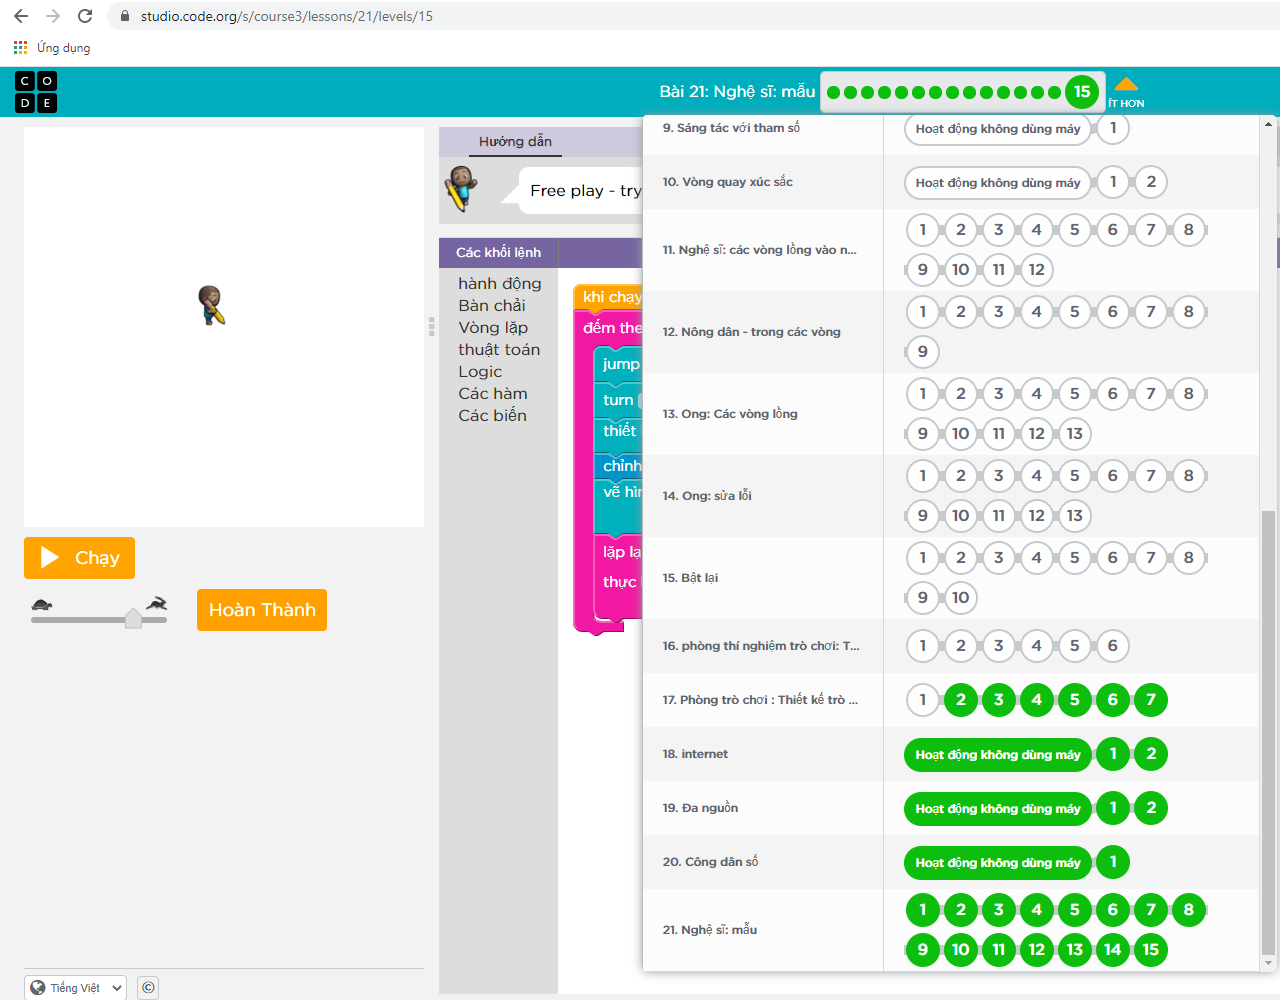 studio.code.org/s/course3/lessons/21/levels/15
Ứng dụng
C O
D E
Bài 21: Nghệ sĩ: mẫu
15
ÍT HƠN
Hướng dẫn
Free play - try
Các khối lệnh
hành động
Bàn chải
Vòng lặp
thuật toán
Logic
Các hàm
Các biến
khi chạy
đếm the
jump
turn
thiết
chỉnh
vẽ hìn
lặp lạ
thực
Chạy
Hoàn Thành
Tiếng Việt
©
9. Sáng tác với tham số
Hoạt động không dùng máy 1
10. Vòng quay xúc sắc
Hoạt động không dùng máy 1 2
11. Nghệ sĩ: các vòng lồng vào n...
1 2 3 4 5 6 7 8
9 10 11 12
12. Nông dân - trong các vòng
1 2 3 4 5 6 7 8
9
13. Ong: Các vòng lồng
1 2 3 4 5 6 7 8
9 10 11 12 13
14. Ong: sửa lỗi
1 2 3 4 5 6 7 8
9 10 11 12 13
15. Bật lại
1 2 3 4 5 6 7 8
9 10
16. phòng thí nghiệm trò chơi: T...
1 2 3 4 5 6
17. Phòng trò chơi : Thiết kế trò ...
1 2 3 4 5 6 7
18. internet
Hoạt động không dùng máy 1 2
19. Đa nguồn
Hoạt động không dùng máy 1 2
20. Công dân số
Hoạt động không dùng máy 1
21. Nghệ sĩ: mẫu
1 2 3 4 5 6 7 8
9 10 11 12 13 14 15